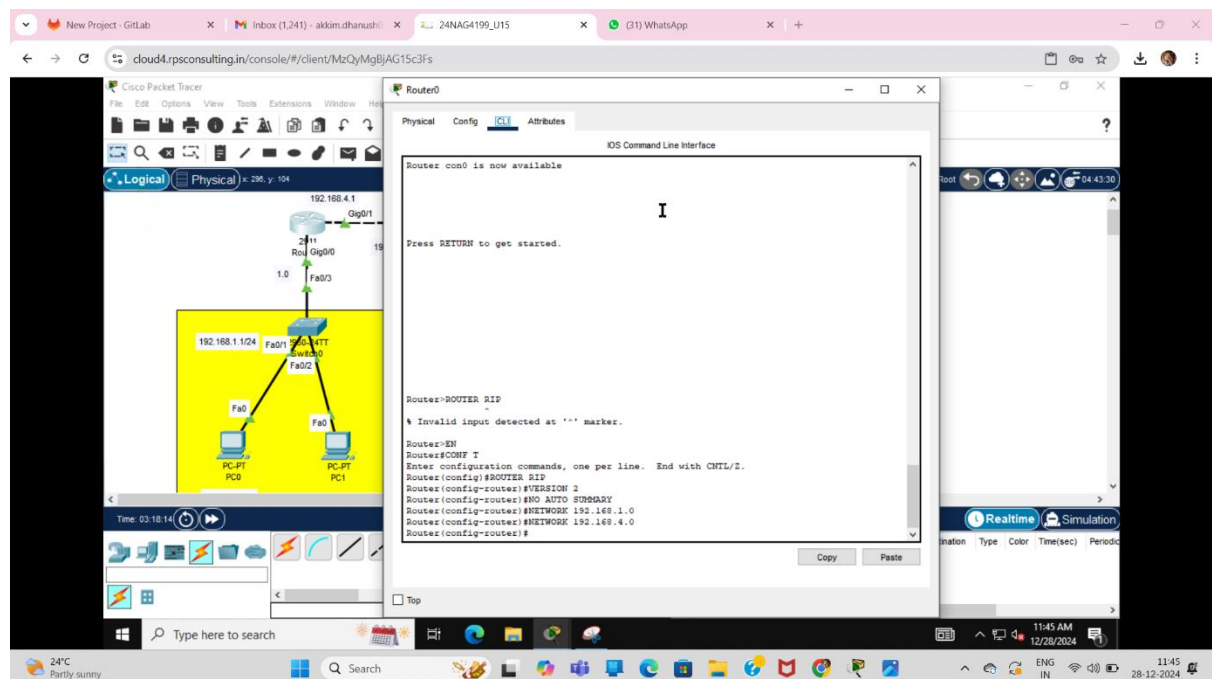 New Project · GitLab
Inbox (1,241) - akkim.dhanush
24NAG4199_U15
(31) WhatsApp
cloud4.rpsconsulting.in/console/#/client/MzQyMgBjAG15c3Fs
Cisco Packet Tracer
File Edit Options View Tools Extensions Window Hel
Logical
Physical
x: 298, y: 104
Root
04:43:30
192.168.4.1
Gig0/1
2911
Rou Gig0/0
19
1.0
Fa0/3
192.168.1.1/24
Fa0/1
Switch0
Fa0/2
Fa0
Fa0
PC-PT
PC0
PC-PT
PC1
Time: 03:18:14
Realtime
Simulation
Type Color Time(sec) Periodic
Router0
Physical Config CLI Attributes
IOS Command Line Interface
Router con0 is now available
Press RETURN to get started.
Router>ROUTER RIP
^
% Invalid input detected at '^' marker.
Router>EN
Router#CONF T
Enter configuration commands, one per line. End with CNTL/Z.
Router(config)#ROUTER RIP
Router(config-router)#VERSION 2
Router(config-router)#NO AUTO SUMMARY
Router(config-router)#NETWORK 192.168.1.0
Router(config-router)#NETWORK 192.168.4.0
Router(config-router)#
Copy
Paste
Top
Type here to search
11:45 AM
12/28/2024
24°C
Partly sunny
Search
ENG
IN
11:45
28-12-2024